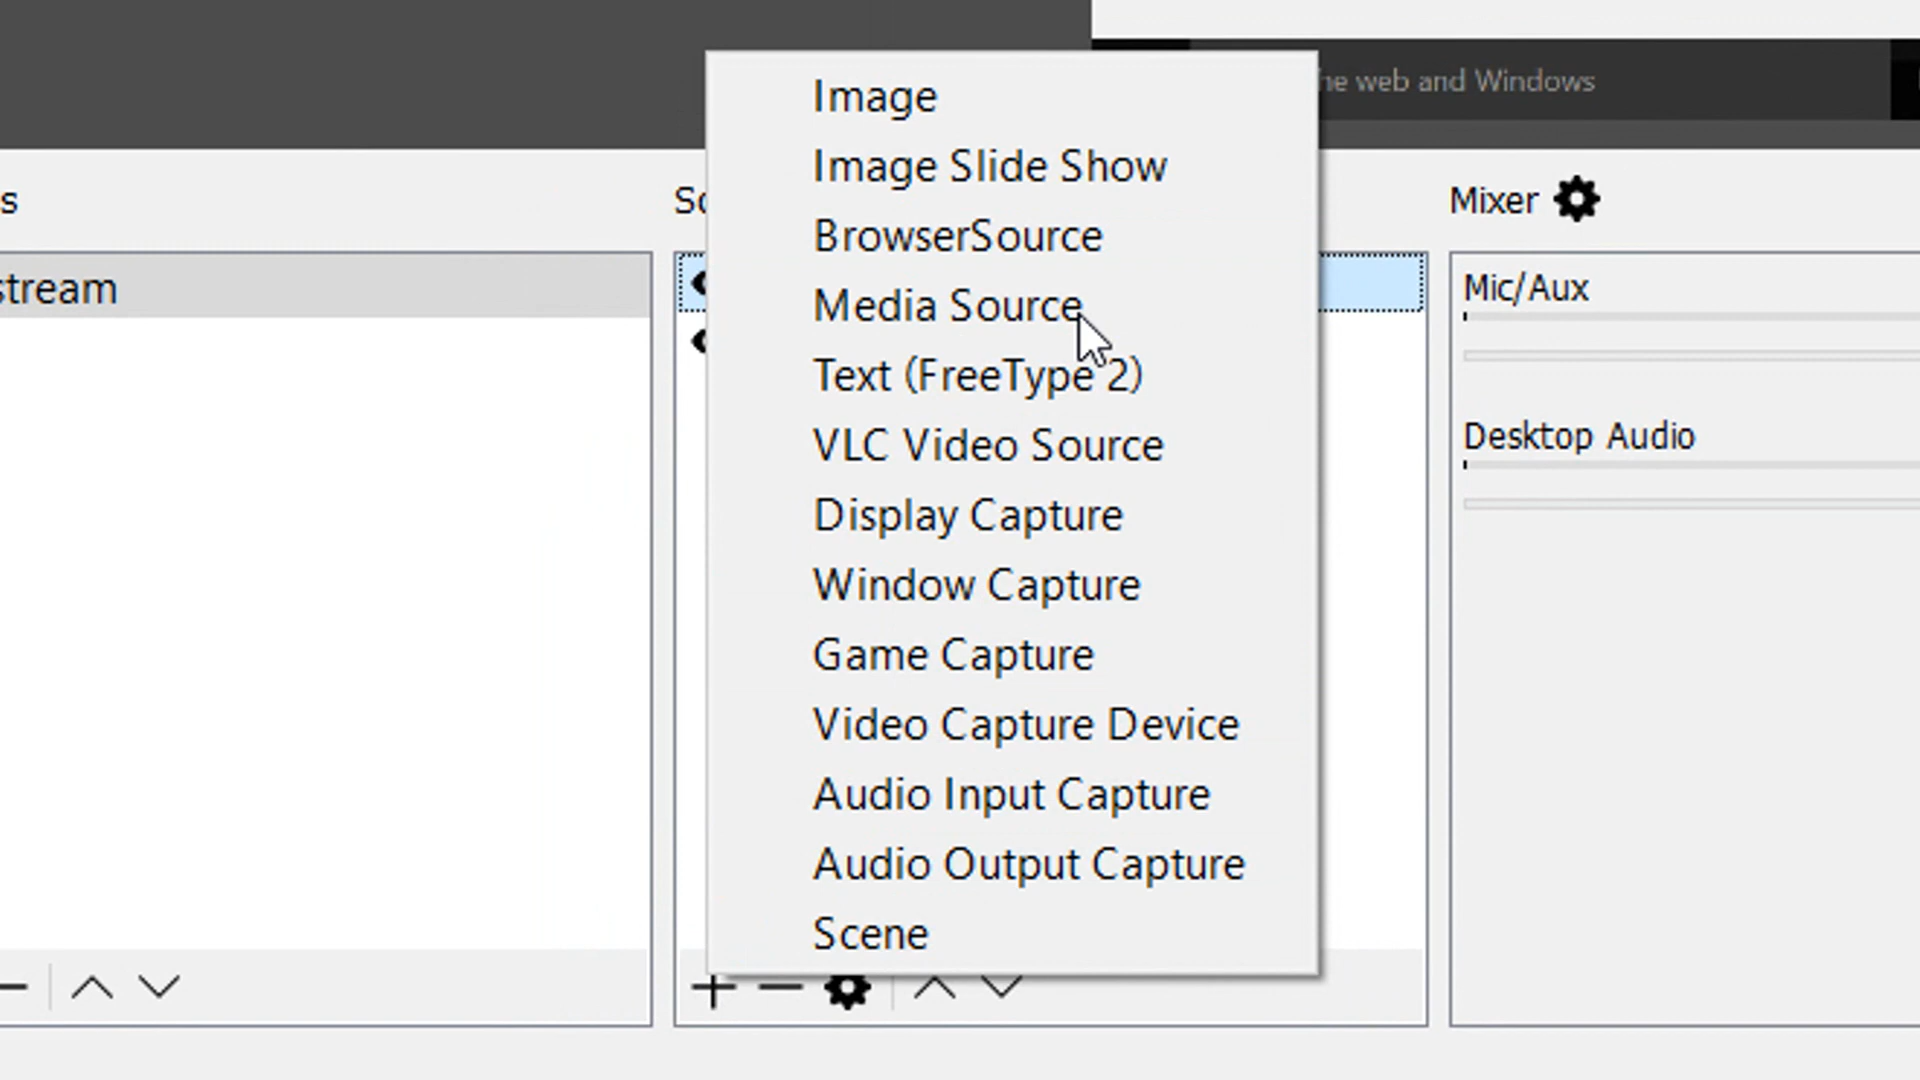 he web and Windows
Image
Image Slide Show
BrowserSource
Media Source
Text (FreeType 2)
VLC Video Source
Display Capture
Window Capture
Game Capture
Video Capture Device
Audio Input Capture
Audio Output Capture
Scene
s
stream
So
Mixer
Mic/Aux
Desktop Audio